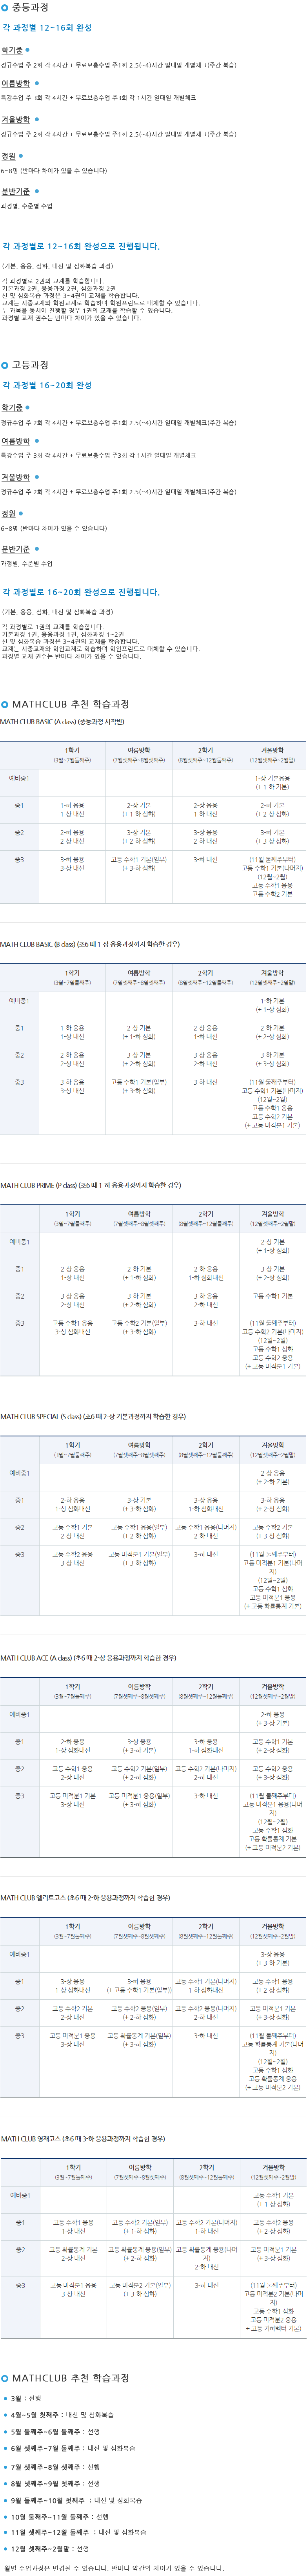 중등과정
각 과정별 12~16회 완성
학기중
정규수업 주 2회 각 4시간 + 무료보충수업 주1회 2.5(~4)시간 일대일 개별체크(주간 복습)
여름방학
특강수업 주 3회 각 4시간 + 무료보충수업 주3회 각 1시간 일대일 개별체크
겨울방학
정규수업 주 2회 각 4시간 + 무료보충수업 주1회 2.5(~4)시간 일대일 개별체크(주간 복습)
정원
6~8명 (반마다 차이가 있을 수 있습니다)
분반기준
과정별, 수준별 수업
각 과정별로 12~16회 완성으로 진행됩니다.
(기본, 응용, 심화, 내신 및 심화복습 과정)
각 과정별로 2권의 교재를 학습합니다.
기본과정 2권, 응용과정 2권, 심화과정 2권
신 및 심화복습 과정은 3~4권의 교재를 학습합니다.
교재는 시중교재와 학원교재로 학습하며 학원프린트로 대체할 수 있습니다.
두 과목을 동시에 진행할 경우 1권의 교재를 학습할 수 있습니다.
과정별 교재 권수는 반마다 차이가 있을 수 있습니다.
고등과정
각 과정별 16~20회 완성
학기중
정규수업 주 2회 각 4시간 + 무료보충수업 주1회 2.5(~4)시간 일대일 개별체크(주간 복습)
여름방학
특강수업 주 3회 각 4시간 + 무료보충수업 주3회 각 1시간 일대일 개별체크
겨울방학
정규수업 주 2회 각 4시간 + 무료보충수업 주1회 2.5(~4)시간 일대일 개별체크(주간 복습)
정원
6~8명 (반마다 차이가 있을 수 있습니다)
분반기준
과정별, 수준별 수업
각 과정별로 16~20회 완성으로 진행됩니다.
(기본, 응용, 심화, 내신 및 심화복습 과정)
각 과정별로 1권의 교재를 학습합니다.
기본과정 1권, 응용과정 1권, 심화과정 1~2권
신 및 심화복습 과정은 3~4권의 교재를 학습합니다.
교재는 시중교재와 학원교재로 학습하며 학원프린트로 대체할 수 있습니다.
과정별 교재 권수는 반마다 차이가 있을 수 있습니다.
MATHCLUB 추천 학습과정
MATH CLUB BASIC (A class) (중등과정 시작반)
1학기 여름방학 2학기 겨울방학
(3월~7월둘째주) (7월셋째주~8월셋째주) (8월셋째주~12월둘째주) (12월셋째주~2월말)
예비중1 1-상 기본응용
(+ 1-하 기본)
중1 1-하 응용 2-상 기본 2-상 응용 2-하 기본
1-상 내신 (+ 1-하 심화) 1-하 내신 (+ 2-상 심화)
중2 2-하 응용 3-상 기본 3-상 응용 3-하 기본
2-상 내신 (+ 2-하 심화) 2-하 내신 (+ 3-상 심화)
중3 3-하 응용 고등 수학1 기본(일부) 3-하 내신 (11월 둘째주부터)
3-상 내신 (+ 3-하 심화) 고등 수학1 기본(나머지)
(12월~2월)
고등 수학1 응용
고등 수학2 기본
MATH CLUB BASIC (B class) (초6 때 1-상 응용과정까지 학습한 경우)
1학기 여름방학 2학기 겨울방학
(3월~7월둘째주) (7월셋째주~8월셋째주) (8월셋째주~12월둘째주) (12월셋째주~2월말)
예비중1 1-하 기본
(+ 1-상 심화)
중1 1-하 응용 2-상 기본 2-상 응용 2-하 기본
1-상 내신 (+ 1-하 심화) 1-하 내신 (+ 2-상 심화)
중2 2-하 응용 3-상 기본 3-상 응용 3-하 기본
2-상 내신 (+ 2-하 심화) 2-하 내신 (+ 3-상 심화)
중3 3-하 응용 고등 수학1 기본(일부) 3-하 내신 (11월 둘째주부터)
3-상 내신 (+ 3-하 심화) 고등 수학1 기본(나머지)
(12월~2월)
고등 수학1 응용
고등 수학2 기본
(+ 고등 미적분1 기본)
MATH CLUB PRIME (P class) (초6 때 1-하 응용과정까지 학습한 경우)
1학기 여름방학 2학기 겨울방학
(3월~7월둘째주) (7월셋째주~8월셋째주) (8월셋째주~12월둘째주) (12월셋째주~2월말)
예비중1 2-상 기본
(+ 1-상 심화)
중1 2-상 응용 2-하 기본 2-하 응용 3-상 기본
1-상 내신 (+ 1-하 심화) 1-하 심화내신 (+ 2-상 심화)
중2 3-상 응용 3-하 기본 3-하 응용 고등 수학1 기본
2-상 내신 (+ 2-하 심화) 2-하 내신
중3 고등 수학1 응용 고등 수학2 기본(일부) 3-하 내신 (11월 둘째주부터)
3-상 심화내신 (+ 3-하 심화) 고등 수학2 기본(나머지)
(12월~2월)
고등 수학1 심화
고등 수학2 응용
(+ 고등 미적분1 기본)
MATH CLUB SPECIAL (S class) (초6 때 2-상 기본과정까지 학습한 경우)
1학기 여름방학 2학기 겨울방학
(3월~7월둘째주) (7월셋째주~8월셋째주) (8월셋째주~12월둘째주) (12월셋째주~2월말)
예비중1 2-상 응용
(+ 2-하 기본)
중1 2-하 응용 3-상 기본 3-상 응용 3-하 응용
1-상 심화내신 (+ 3-하 심화) 1-하 심화내신 (+ 2-상 심화)
중2 고등 수학1 기본 고등 수학1 응용(일부) 고등 수학1 응용(나머지) 고등 수학2 기본
2-상 내신 (+ 2-하 심화) 2-하 내신 (+ 3-상 심화)
중3 고등 수학2 응용 고등 미적분1 기본(일부) 3-하 내신 (11월 둘째주부터)
3-상 내신 (+ 3-하 심화) 고등 미적분1 기본(나머
지)
(12월~2월)
고등 수학1 심화
고등 미적분1 응용
(+ 고등 확률통계 기본)
MATH CLUB ACE (A class) (초6 때 2-상 응용과정까지 학습한 경우)
1학기 여름방학 2학기 겨울방학
(3월~7월둘째주) (7월셋째주~8월셋째주) (8월셋째주~12월둘째주) (12월셋째주~2월말)
예비중1 2-하 응용
(+ 3-상 기본)
중1 2-하 응용 3-상 응용 3-하 응용 고등 수학1 기본
1-상 심화내신 (+ 3-하 기본) 1-하 심화내신 (+ 2-상 심화)
중2 고등 수학1 응용 고등 수학2 기본(일부) 고등 수학2 기본(나머지) 고등 수학2 응용
2-상 내신 (+ 2-하 심화) 2-하 내신 (+ 3-상 심화)
중3 고등 미적분1 기본 고등 미적분1 응용(일부) 3-하 내신 (11월 둘째주부터)
3-상 내신 (+ 3-하 심화) 고등 미적분1 응용(나머
지)
(12월~2월)
고등 수학1 심화
고등 확률통계 기본
(+ 고등 미적분2 기본)
MATH CLUB 엘리트코스 (초6 때 2-하 응용과정까지 학습한 경우)
1학기 여름방학 2학기 겨울방학
(3월~7월둘째주) (7월셋째주~8월셋째주) (8월셋째주~12월둘째주) (12월셋째주~2월말)
예비중1 3-상 응용
(+ 3-하 기본)
중1 3-상 응용 3-하 응용 고등 수학1 기본(나머지) 고등 수학1 응용
1-상 심화내신 (+ 고등 수학1 기본(일부)) 1-하 심화내신 (+ 2-상 심화)
중2 고등 수학2 기본 고등 수학2 응용(일부) 고등 수학2 응용(나머지) 고등 미적분1 기본
2-상 내신 (+ 2-하 심화) 2-하 내신 (+ 3-상 심화)
중3 고등 미적분1 응용 고등 확률통계 기본(일부) 3-하 내신 (11월 둘째주부터)
3-상 내신 (+ 3-하 심화) 고등 확률통계 기본(나머
지)
(12월~2월)
고등 수학1 심화
고등 확률통계 응용
(+ 고등 미적분2 기본)
MATH CLUB 영재코스 (초6 때 3-하 응용과정까지 학습한 경우)
1학기 여름방학 2학기 겨울방학
(3월~7월둘째주) (7월셋째주~8월셋째주) (8월셋째주~12월둘째주) (12월셋째주~2월말)
예비중1 고등 수학1 기본
(+ 1-상 심화)
중1 고등 수학1 응용 고등 수학2 기본(일부) 고등 수학2 기본(나머지) 고등 수학2 응용
1-상 내신 (+ 1-하 심화) 1-하 내신 (+ 2-상 심화)
중2 고등 확률통계 기본 고등 확률통계 응용(일부) 고등 확률통계 응용(나머 고등 미적분1 기본
2-상 내신 (+ 2-하 심화) 지) (+ 3-상 심화)
2-하 내신
중3 고등 미적분1 응용 고등 미적분2 기본(일부) 3-하 내신 (11월 둘째주부터)
3-상 내신 (+ 3-하 심화) 고등 미적분2 기본(나머
지)
고등 수학1 심화
고등 미적분2 응용
+ 고등 기하벡터 기본)
MATHCLUB 추천 학습과정
3월 : 선행
4월~5월 첫째주 : 내신 및 심화복습
5월 둘째주~6월 둘째주 : 선행
6월 셋째주~7월 둘째주 : 내신 및 심화복습
7월 셋째주~8월 셋째주 : 선행
8월 넷째주~9월 첫째주 : 선행
9월 둘째주~10월 첫째주 : 내신 및 심화복습
10월 둘째주~11월 둘째주 : 선행
11월 셋째주~12월 둘째주 : 내신 및 심화복습
12월 셋째주~2월말 : 선행
월별 수업과정은 변경될 수 있습니다. 반마다 약간의 차이가 있을 수 있습니다.